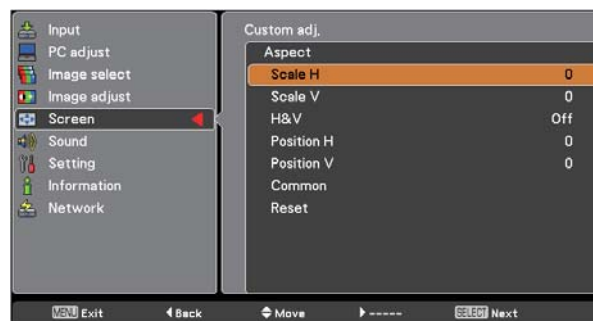 Input
PC adjust
Image select
Image adjust
Screen
Sound
Setting
Information
Network
Custom adj.
Aspect
Scale H 0
Scale V 0
H&V Off
Position H 0
Position V 0
Common
Reset
MENU Exit Back Move ----- SELECT Next